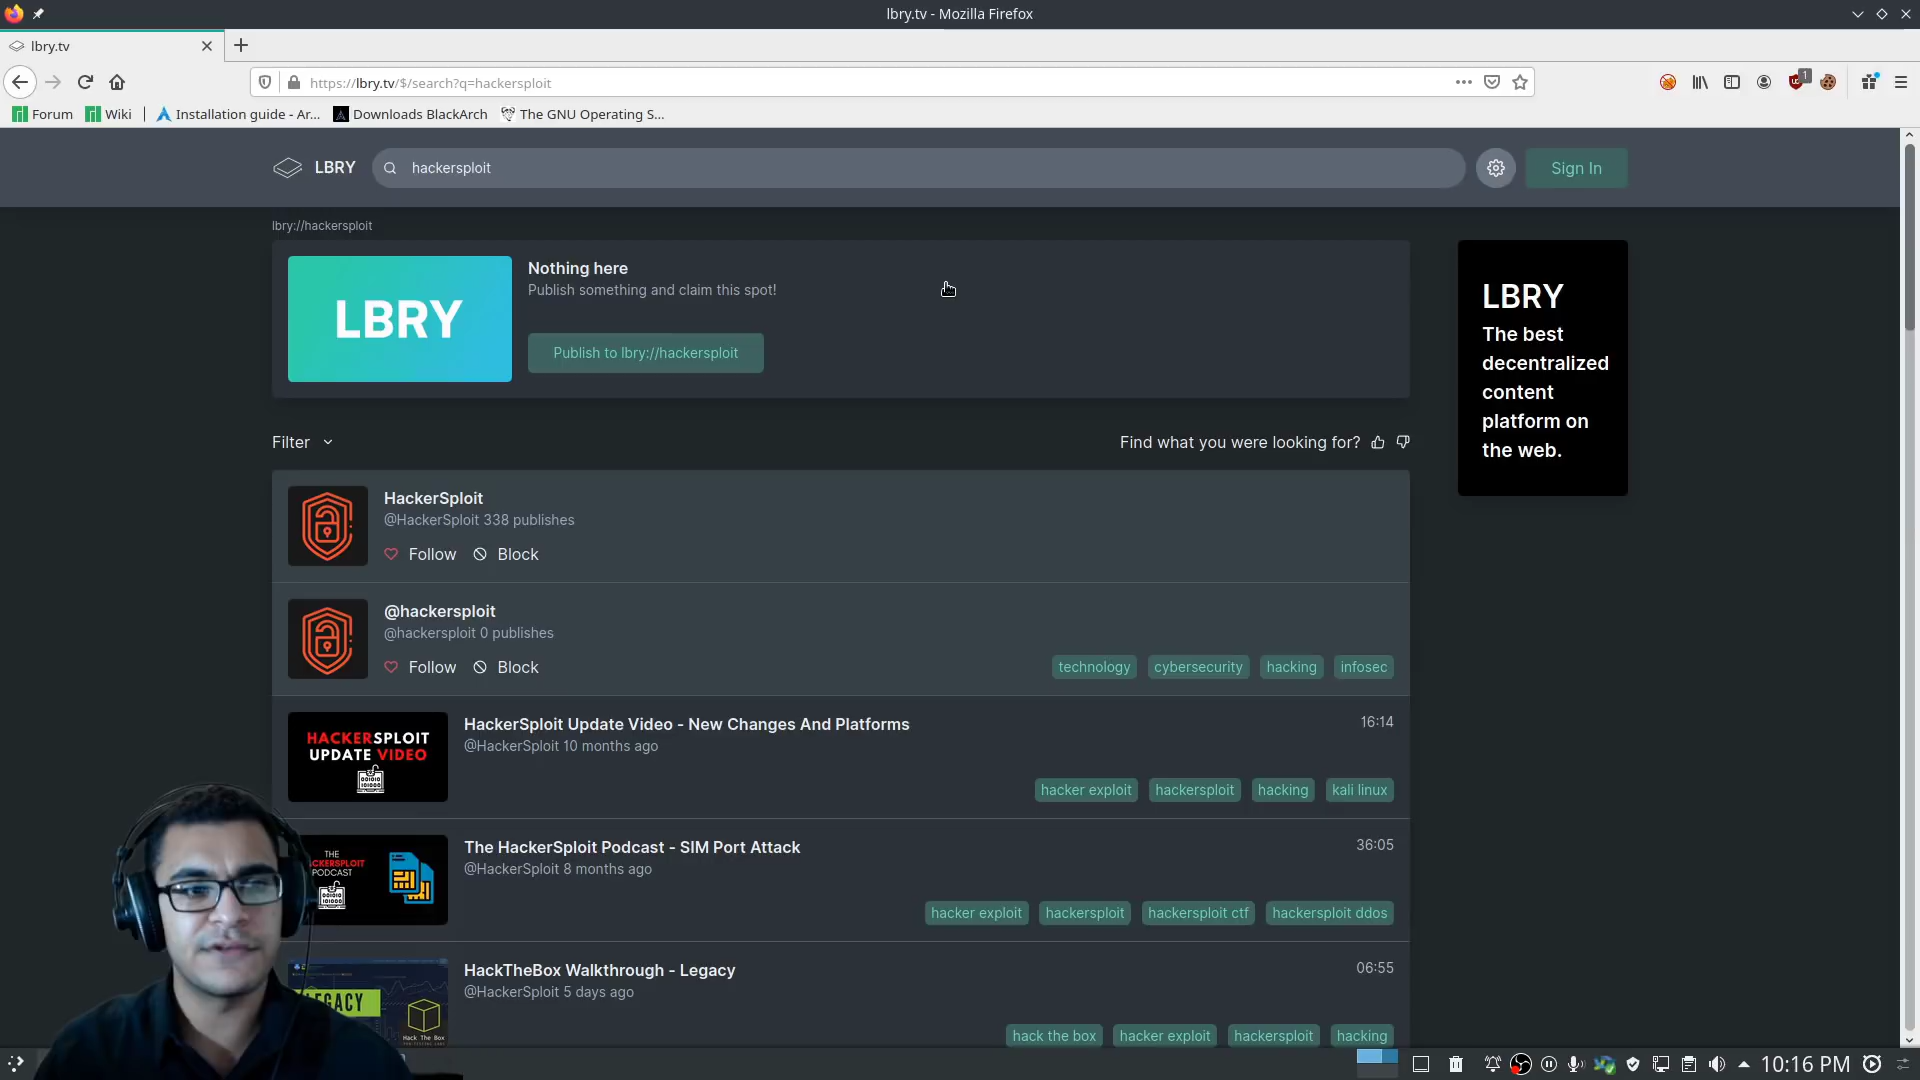 lbry.tv - Mozilla Firefox
lbry.tv
https://lbry.tv/$/search?q=hackersploit
1
Forum
Wiki
Installation guide - Ar...
Downloads BlackArch
The GNU Operating S...
LBRY
hackersploit
Sign In
lbry://hackersploit
LBRY
Nothing here
Publish something and claim this spot!
Publish to lbry://hackersploit
LBRY
The best
decentralized
content
platform on
the web.
Filter
Find what you were looking for?
HackerSploit
@HackerSploit 338 publishes
Follow
Block
@hackersploit
@hackersploit 0 publishes
Follow
Block
technology
cybersecurity
hacking
infosec
HACKERSPLOIT
UPDATE VIDEO
HackerSploit Update Video - New Changes And Platforms
16:14
@HackerSploit 10 months ago
hacker exploit
hackersploit
hacking
kali linux
THE
PODCAST
The HackerSploit Podcast - SIM Port Attack
36:05
@HackerSploit 8 months ago
hacker exploit
hackersploit
hackersploit ctf
hackersploit ddos
Hack The Box
HackTheBox Walkthrough - Legacy
06:55
@HackerSploit 5 days ago
hack the box
hacker exploit
hackersploit
hacking
10:16 PM